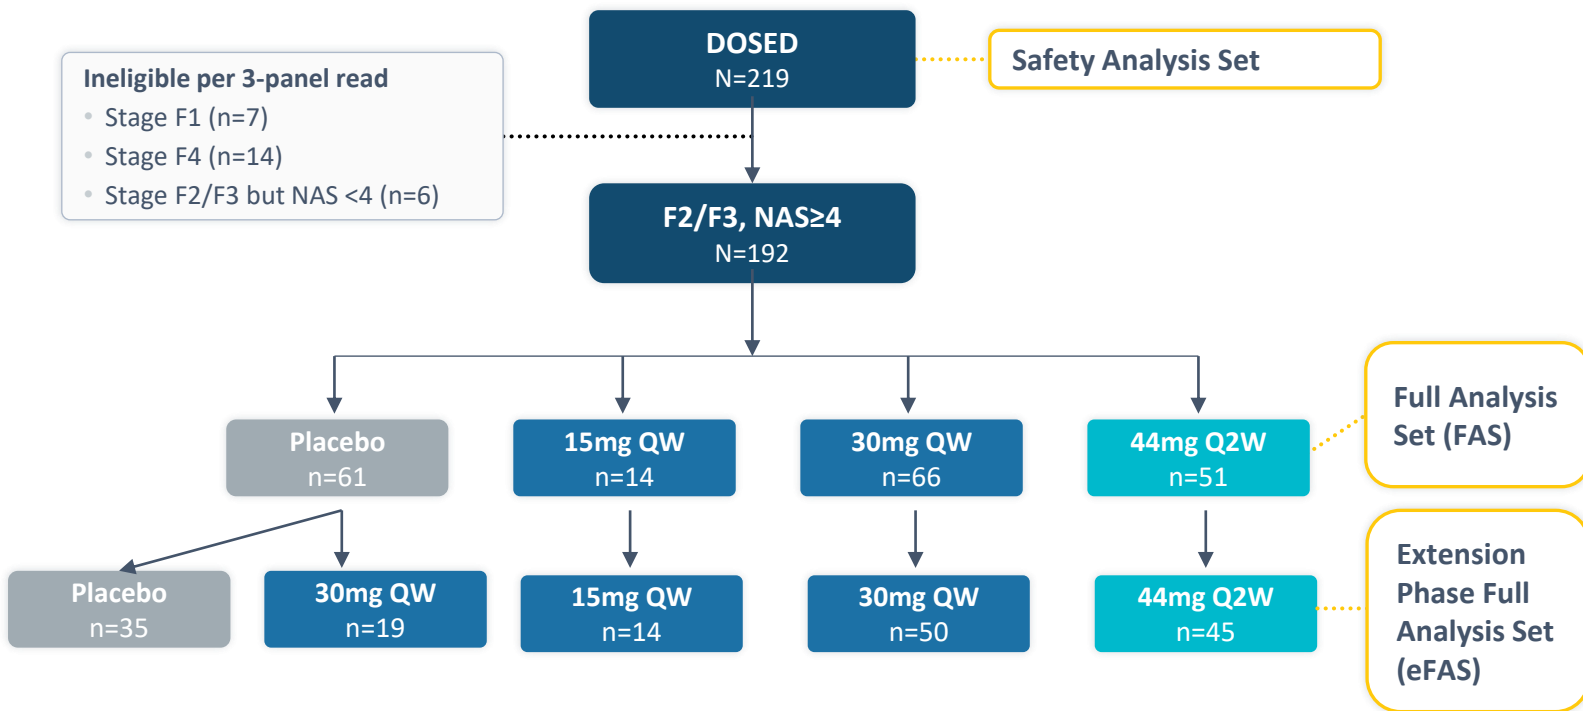 DOSED
N=219
Safety Analysis Set
Ineligible per 3-panel read
• Stage F1 (n=7)
• Stage F4 (n=14)
• Stage F2/F3 but NAS <4 (n=6)
F2/F3, NAS≥4
N=192
Placebo
n=61
15mg QW
n=14
30mg QW
n=66
44mg Q2W
n=51
Full Analysis
Set (FAS)
Placebo
n=35
30mg QW
n=19
15mg QW
n=14
30mg QW
n=50
44mg Q2W
n=45
Extension
Phase Full
Analysis Set
(eFAS)